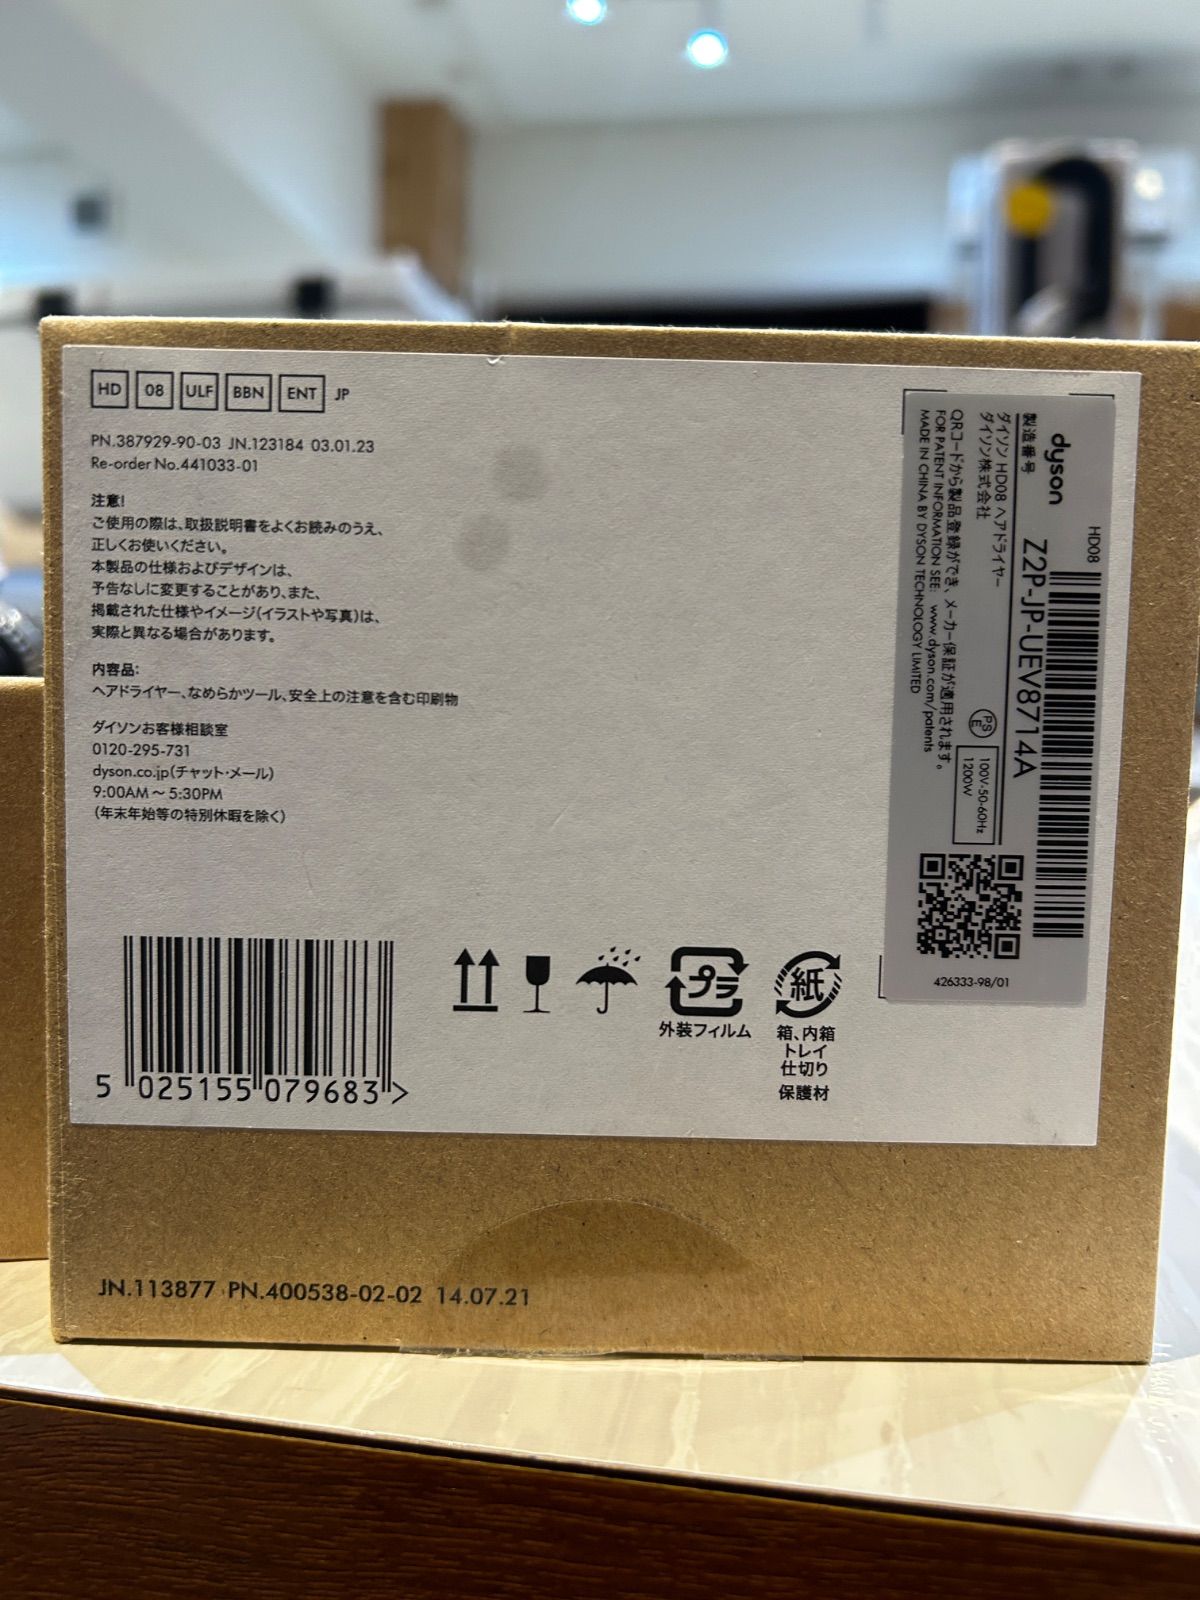 HD 08 ULF BBN ENT JP
PN.387929-90-03 JN.123184 03.01.23
Re-order No.441033-01
注意!
ご使用の際は、取扱説明書をよくお読みのうえ、
正しくお使いください。
本製品の仕様およびデザインは、
予告なしに変更することがあり、また、
掲載された仕様やイメージ(イラストや写真)は、
実際と異なる場合があります。
内容品:
ヘアドライヤー、なめらかツール、安全上の注意を含む印刷物
ダイソンお客様相談室
0120-295-731
dyson.co.jp(チャット・メール)
9:00AM～5:30PM
(年末年始等の特別休暇を除く)
5 025155 079683 >
プラ
外装フィルム
紙
箱、内箱
トレイ
仕切り
保護材
HD08
dyson
製造番号 Z2P-JP-UEV8714A
ダイソン HD08 ヘアドライヤー
ダイソン株式会社
PS
E
100V-50-60Hz
1200W
QRコードから製品登録ができ、メーカー保証が適用されます。
FOR PATENT INFORMATION SEE: www.dyson.com/patents
MADE IN CHINA BY DYSON TECHNOLOGY LIMITED
426333-98/01
JN.113877 PN.400538-02-02 14.07.21